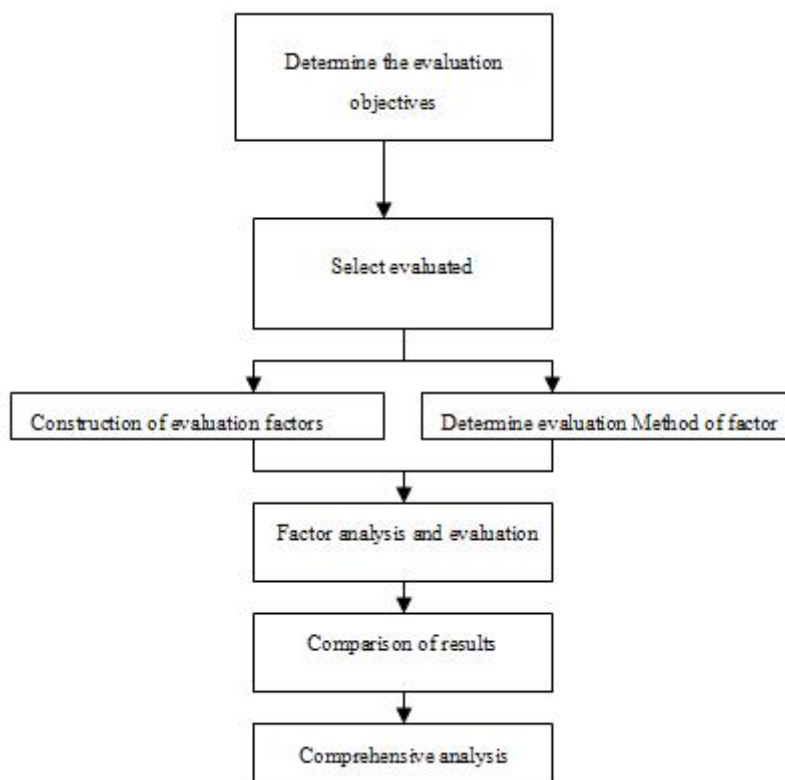 Determine the evaluation
objectives
Select evaluated
Construction of evaluation factors
Determine evaluation Method of factor
Factor analysis and evaluation
Comparison of results
Comprehensive analysis